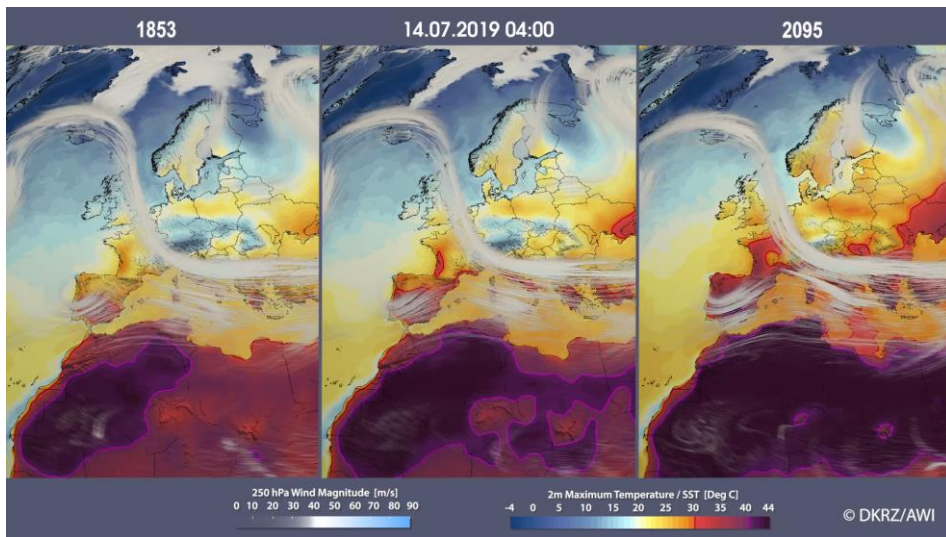 1853
14.07.2019 04:00
2095
250 hPa Wind Magnitude [m/s]
0 10 20 30 40 50 60 70 80 90
2m Maximum Temperature / SST [Deg C]
-4 0 5 10 15 20 25 30 35 40 44
© DKRZ/AWI